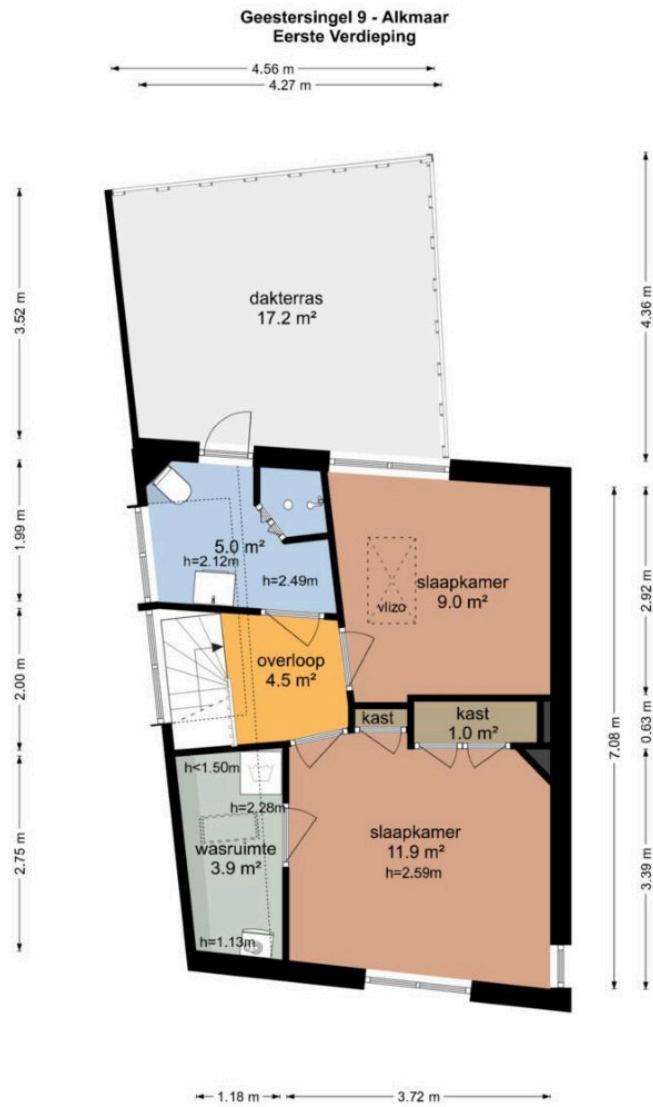 Geestersingel 9 - Alkmaar
Eerste Verdieping
4.56 m
4.27 m
3.52 m
4.36 m
dakterras
17.2 m²
1.99 m
5.0 m²
h=2.12m
h=2.49m
slaapkamer
9.0 m²
vlizo
2.92 m
2.00 m
overloop
4.5 m²
kast
kast
1.0 m²
0.63 m
7.08 m
h<1.50m
h=2.28m
wasruimte
3.9 m²
h=1.13m
2.75 m
slaapkamer
11.9 m²
h=2.59m
3.39 m
1.18 m
3.72 m